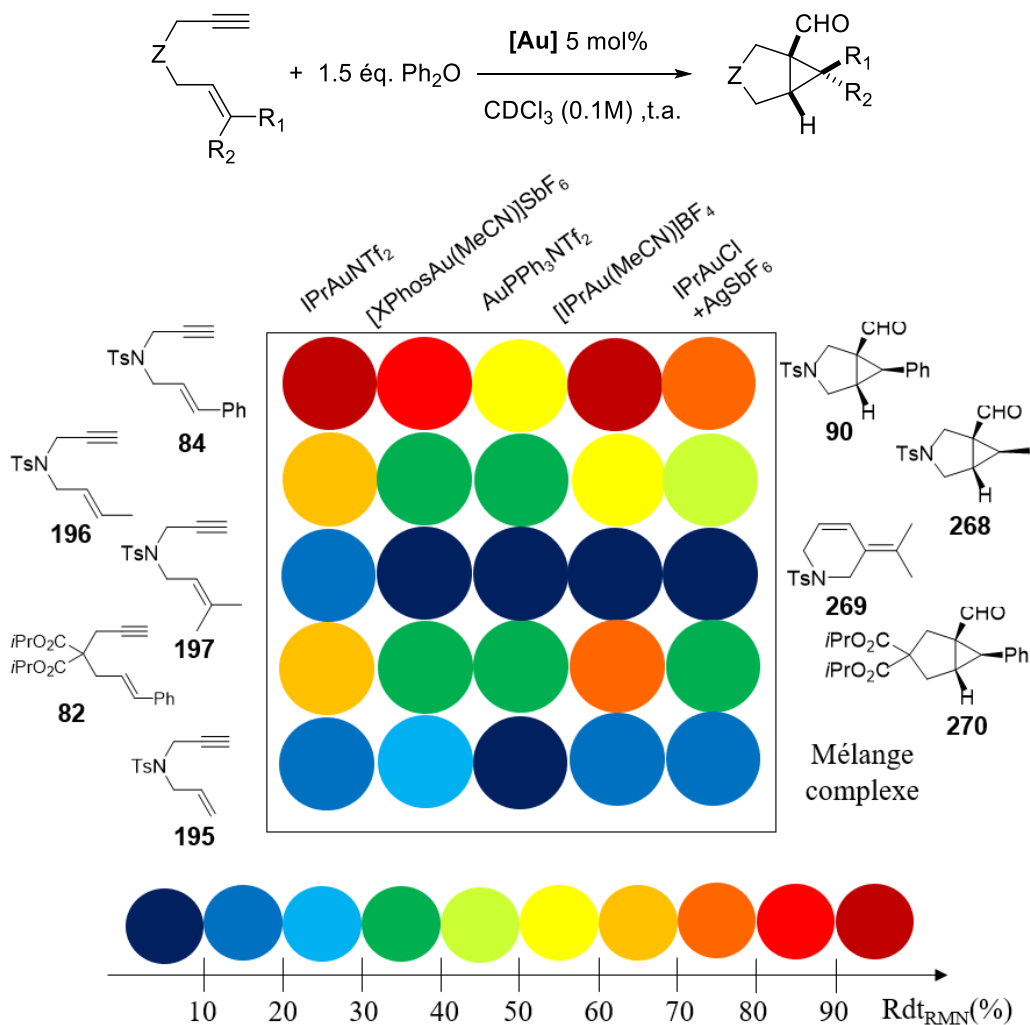 CHO
[Au] 5 mol%
R1
Z
+ 1.5 éq. Ph2O
Z
R2
CDCl3 (0.1M) ,t.a.
R1
H
R2
IPrAuNTf2
[XPhosAu(MeCN)]SbF6
AuPPh3NTf2
[IPrAu(MeCN)]BF4
IPrAuCl
+AgSbF6
TsN
Ph
84
TsN
196
TsN
197
iPrO2C
iPrO2C
Ph
82
TsN
195
CHO
TsN
Ph
H
90
CHO
TsN
H
268
TsN
269
CHO
iPrO2C
iPrO2C
Ph
H
270
Mélange
complexe
10 20 30 40 50 60 70 80 90 RdtRMN(%)